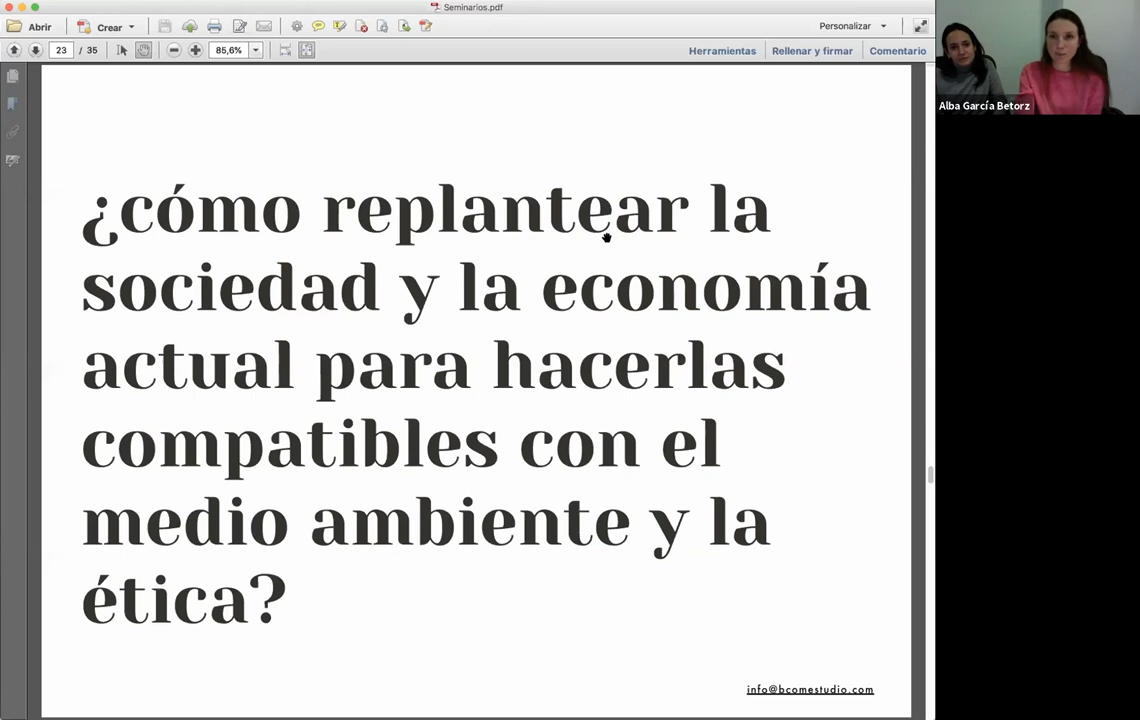 Seminarios.pdf
Abrir
Crear
Personalizar
23 / 35
85,6%
Herramientas
Rellenar y firmar
Comentario
Alba García Betorz
¿cómo replantear la
sociedad y la economía
actual para hacerlas
compatibles con el
medio ambiente y la
ética?
info@bcomestudio.com